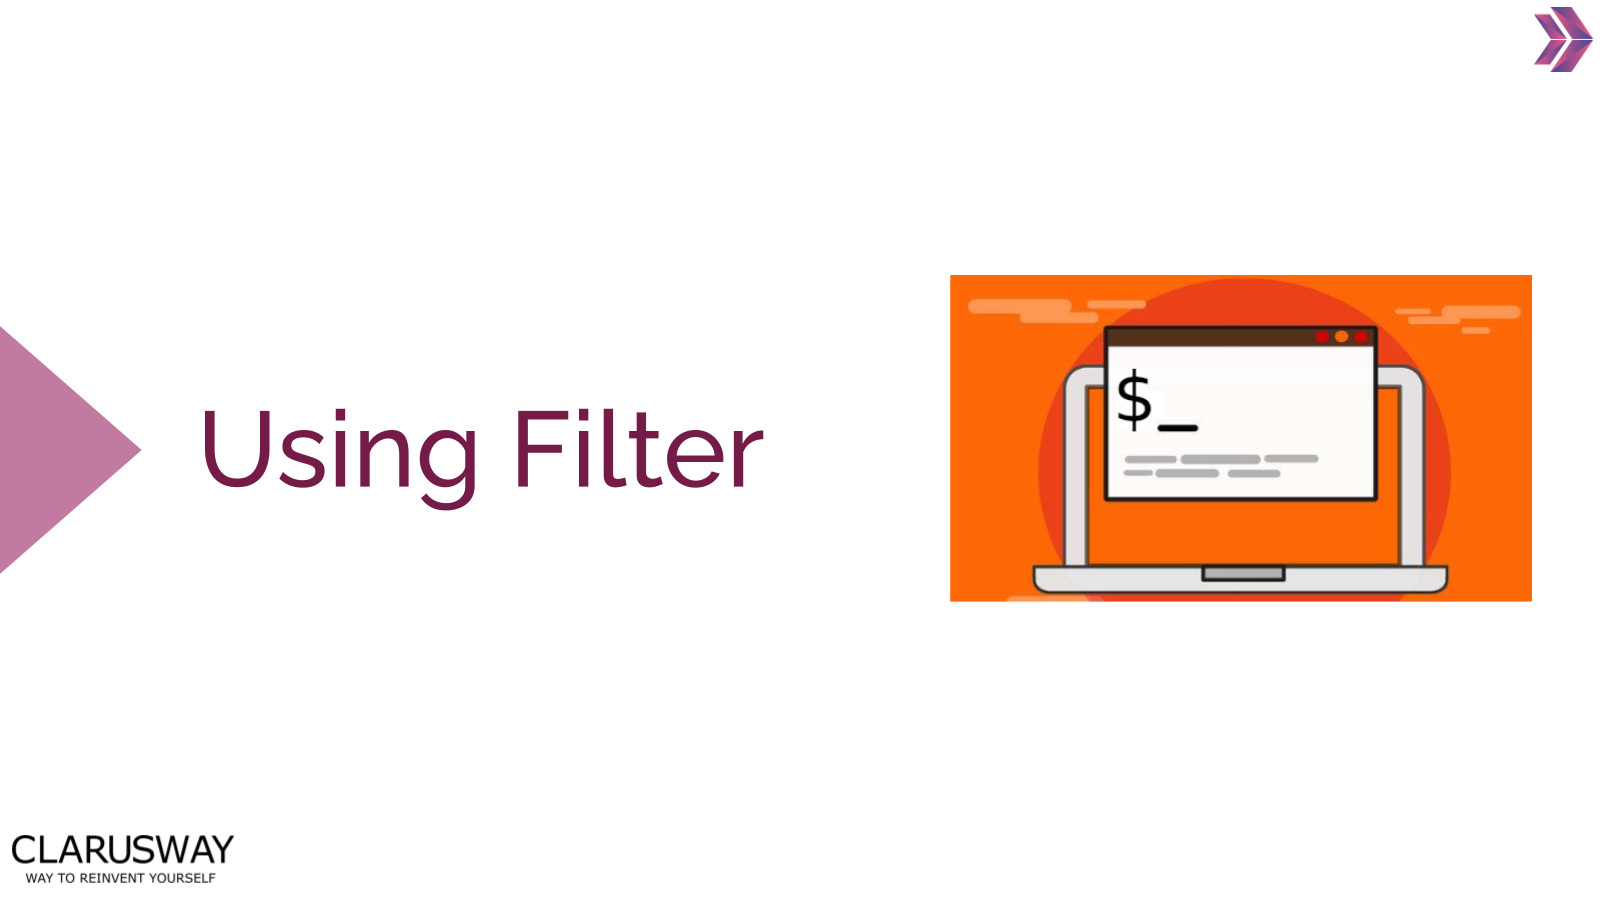 Using Filter
$_
CLARUSWAY
WAY TO REINVENT YOURSELF